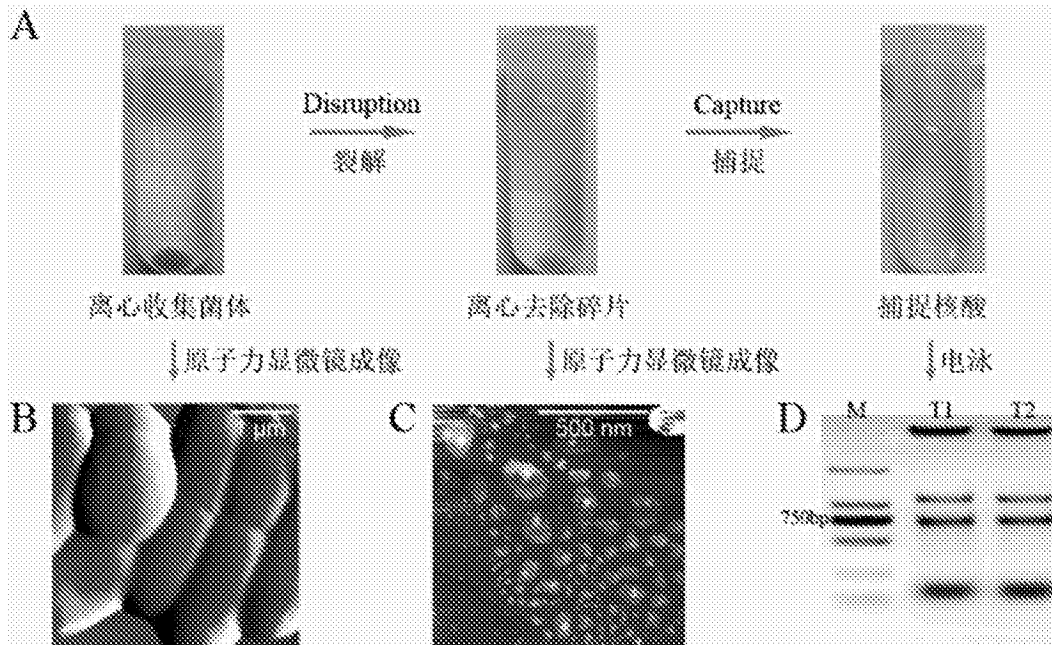 A
Disruption
裂解
Capture
捕捉
离心收集菌体
离心去除碎片
捕捉核酸
原子力显微镜成像
原子力显微镜成像
电泳
B
μm
C
500 nm
D
M
T1
T2
750bp